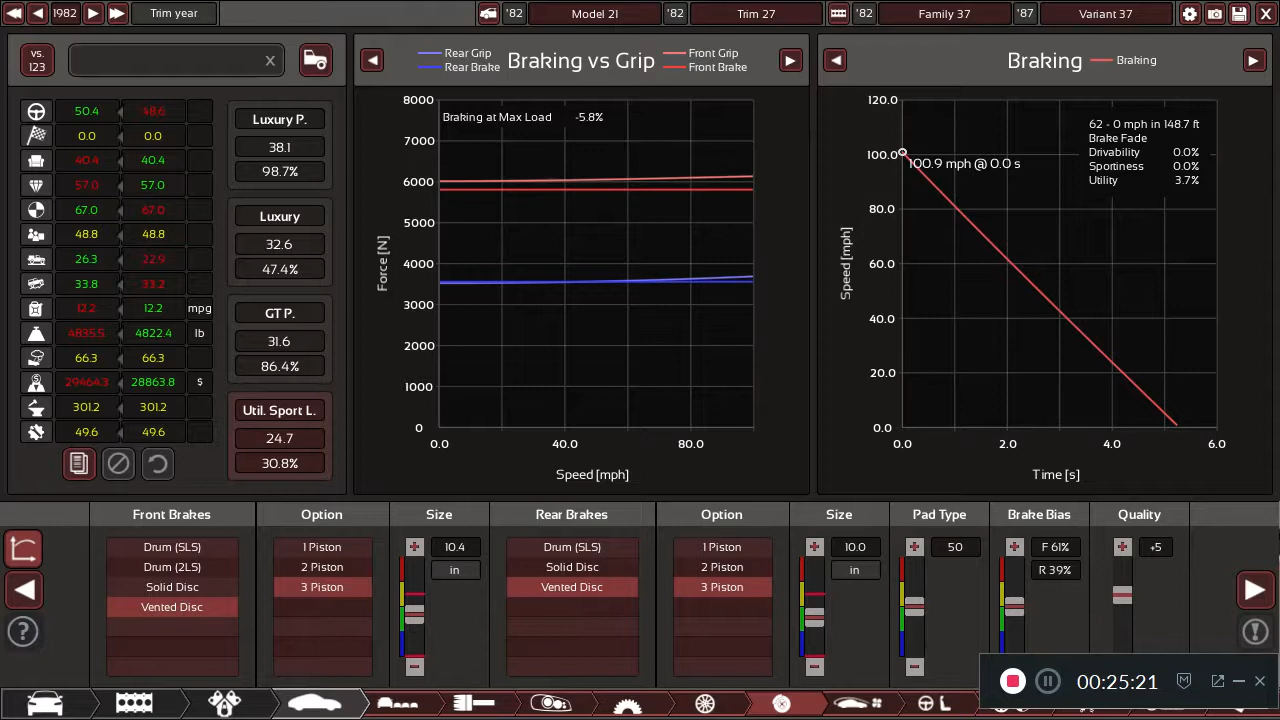 1982
Trim year
'82
Model 21
'82
Trim 27
'82
Family 37
'87
Variant 37
vs.
123
x
50.4 48.6
0.0 0.0
40.4 40.4
57.0 57.0
67.0 67.0
48.8 48.8
26.3 22.9
33.8 33.2
12.2 12.2 mpg
4835.5 4822.4 lb
66.3 66.3
29464.3 28863.8 $
301.2 301.2
49.6 49.6
Luxury P.
38.1
98.7%
Luxury
32.6
47.4%
GT P.
31.6
86.4%
Util. Sport L.
24.7
30.8%
Rear Grip
Rear Brake
Braking vs Grip
Front Grip
Front Brake
Braking at Max Load -5.8%
8000
7000
6000
5000
4000
3000
2000
1000
0
Force [N]
0.0 40.0 80.0
Speed [mph]
Braking
Braking
120.0
100.0
80.0
60.0
40.0
20.0
0.0
Speed [mph]
100.9 mph @ 0.0 s
62 - 0 mph in 148.7 ft
Brake Fade
Drivability 0.0%
Sportiness 0.0%
Utility 3.7%
0.0 2.0 4.0 6.0
Time [s]
Front Brakes
Drum (SLS)
Drum (2LS)
Solid Disc
Vented Disc
Option
1 Piston
2 Piston
3 Piston
Size
10.4
in
Rear Brakes
Drum (SLS)
Solid Disc
Vented Disc
Option
1 Piston
2 Piston
3 Piston
Size
10.0
in
Pad Type
50
Brake Bias
F 61%
R 39%
Quality
+5
?
00:25:21